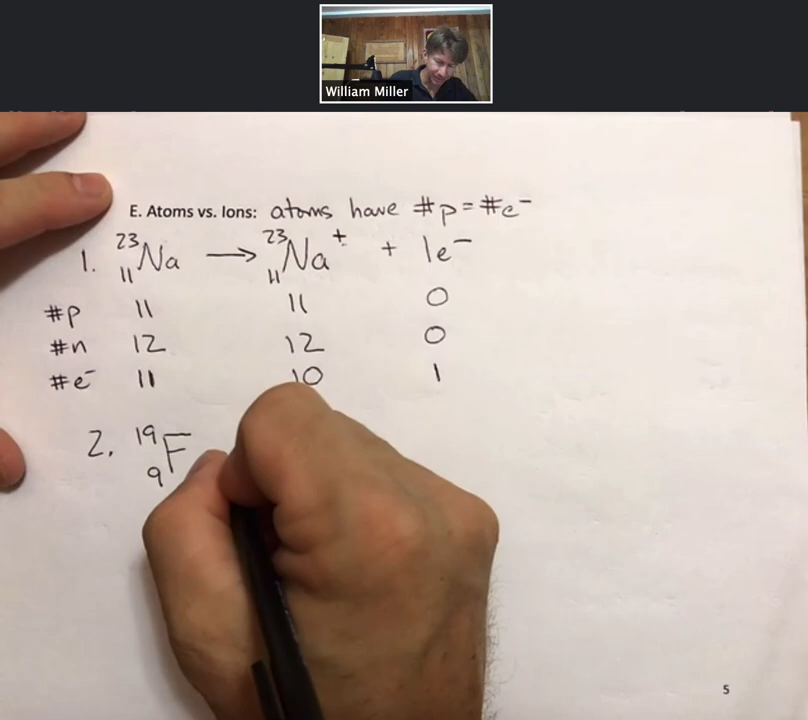 William Miller
E. Atoms vs. Ions: atoms have #p = #e⁻
1. ²³₁₁Na → ²³₁₁Na⁺ + 1e⁻
#p 11 11 0
#n 12 12 0
#e⁻ 11 10 1
2. ¹⁹₉F
5